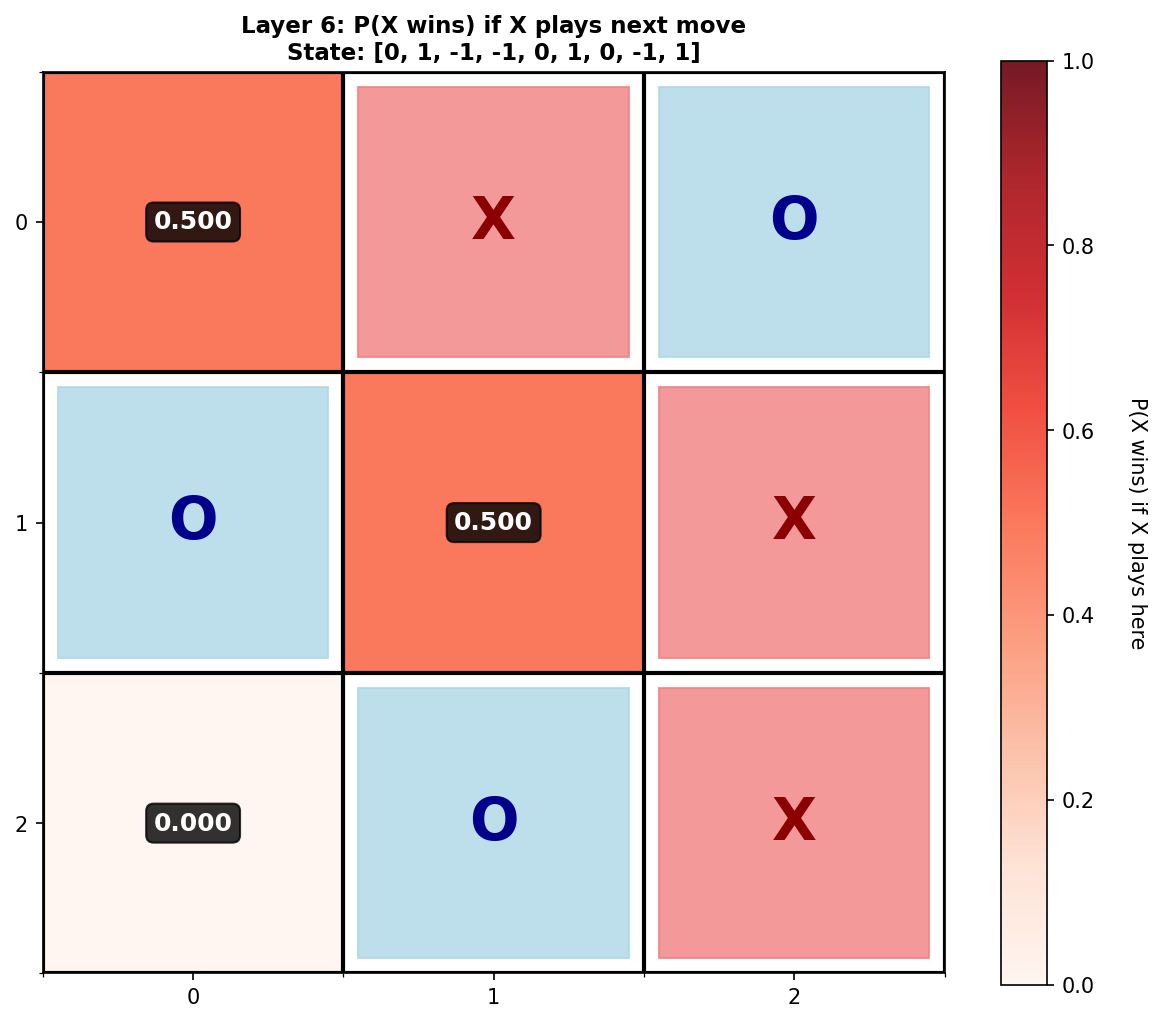 Layer 6: P(X wins) if X plays next move
State: [0, 1, -1, -1, 0, 1, 0, -1, 1]
0
0.500
X
O
1
O
0.500
X
2
0.000
O
X
0
1
2
1.0
0.8
0.6
0.4
0.2
0.0
P(X wins) if X plays here